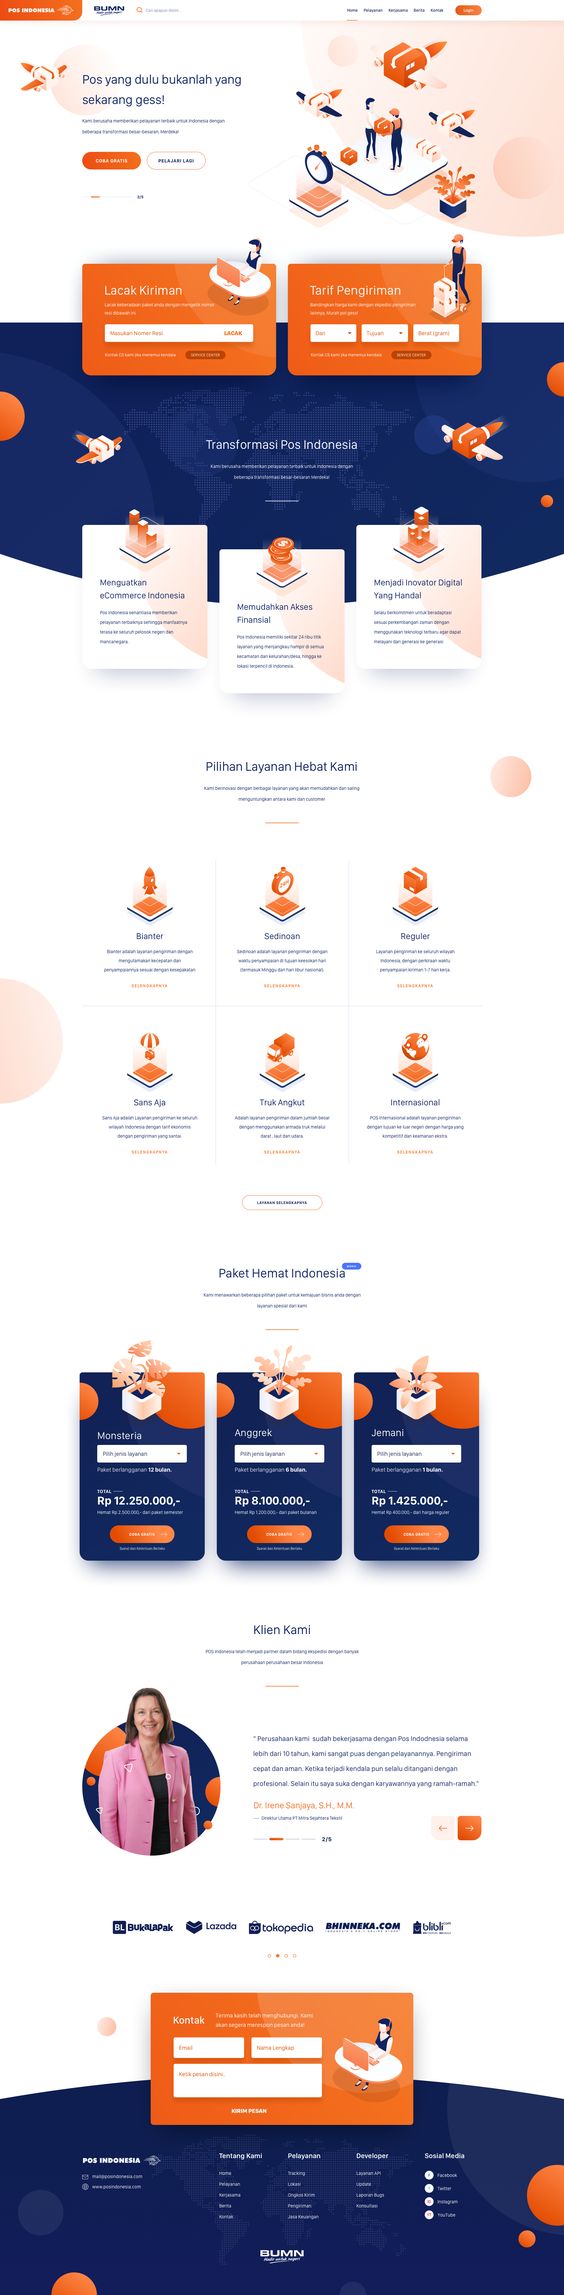 POS INDONESIA
BUMN
Hadir untuk negeri
Cari apapun disini..
Home Pelayanan Kerjasama Berita Kontak Login
Pos yang dulu bukanlah yang
sekarang gess!
Kami berusaha memberikan pelayanan terbaik untuk Indonesia dengan
beberapa transformasi besar-besaran. Merdeka!
COBA GRATIS PELAJARI LAGI
2/5
Lacak Kiriman
Lacak keberadaan paket anda dengan mengetik nomor
resi dibawah ini.
Masukan Nomer Resi. LACAK
Kontak CS kami jika menemui kendala SERVICE CENTER
Tarif Pengiriman
Bandingkan harga kami dengan ekpedisi pengiriman
lainnya, Murah pol gess!
Dari Tujuan Berat (gram)
Kontak CS kami jika menemui kendala SERVICE CENTER
Transformasi Pos Indonesia
Kami berusaha memberikan pelayanan terbaik untuk Indonesia dengan
beberapa transformasi besar-besaran Merdeka!
Menguatkan
eCommerce Indonesia
Pos Indonesia senantiasa memberikan
pelayanan terbaiknya sehingga manfaatnya
terasa ke seluruh pelosok negeri dan
mancanegara.
Memudahkan Akses
Finansial
Pos Indonesia memiliki sekitar 24 ribu titik
layanan yang menjangkau hampir di semua
kecamatan dan kelurahan/desa, hingga ke
lokasi terpencil di Indonesia.
Menjadi Inovator Digital
Yang Handal
Selalu berkomitmen untuk beradaptasi
sesuai perkembangan zaman dengan
menggunakan teknologi terbaru agar dapat
melayani dari generasi ke generasi
Pilihan Layanan Hebat Kami
Kami berinovasi dengan berbagai layanan yang akan memudahkan dan saling
menguntungkan antara kami dan customer
Bianter
Bianter adalah layanan pengiriman dengan
mengutamakan kecepatan dan
penyampaiannya sesuai dengan kesepakatan
SELENGKAPNYA
Sedinoan
Sedinoan adalah layanan pengiriman dengan
waktu penyampaian di tujuan keesokan hari
(termasuk Minggu dan hari libur nasional).
SELENGKAPNYA
Reguler
Layanan pengiriman ke seluruh wilayah
Indonesia, dengan perkiraan waktu
penyampaian kiriman 1-7 hari kerja.
SELENGKAPNYA
Sans Aja
Sans Aja adalah Layanan pengiriman ke seluruh
wilayah Indonesia dengan tarif ekonomis
dengan pengiriman yang santai.
SELENGKAPNYA
Truk Angkut
Adalah layanan pengiriman dalam jumlah besar
dengan menggunakan armada truk melalui
darat , laut dan udara.
SELENGKAPNYA
Internasional
POS Internasional adalah layanan pengiriman
dengan tujuan ke luar negeri dengan harga yang
kompetitif dan keamanan ekstra.
SELENGKAPNYA
LAYANAN SELENGKAPNYA
Paket Hemat Indonesia
Kami menawarkan beberapa pilihan paket untuk kemajuan bisnis anda dengan
layanan spesial dari kami
Monsteria
Pilih jenis layanan
Paket berlangganan 12 bulan.
TOTAL
Rp 12.250.000,-
Hemat Rp 2.500.000,- dari paket semester
COBA GRATIS
Syarat dan Ketentuan Berlaku
Anggrek
Pilih jenis layanan
Paket berlangganan 6 bulan.
TOTAL
Rp 8.100.000,-
Hemat Rp 1.200.000,- dari paket bulanan
COBA GRATIS
Syarat dan Ketentuan Berlaku
Jemani
Pilih jenis layanan
Paket berlangganan 1 bulan.
TOTAL
Rp 1.425.000,-
Hemat Rp 400.000,- dari harga reguler
COBA GRATIS
Syarat dan Ketentuan Berlaku
Klien Kami
POS Indonesia telah menjadi partner dalam bidang ekspedisi dengan banyak
perusahaan perusahaan besar Indonesia
" Perusahaan kami sudah bekerjasama dengan Pos Indodnesia selama
lebih dari 10 tahun, kami sangat puas dengan pelayanannya. Pengiriman
cepat dan aman. Ketika terjadi kendala pun selalu ditangani dengan
profesional. Selain itu saya suka dengan karyawannya yang ramah-ramah."
Dr. Irene Sanjaya, S.H., M.M.
Direktur Utama PT Mitra Sejahtera Tekstil
2/5
BL BUKALAPAK Lazada tokopedia BHINNEKA.COM blibli.com
Kontak
Terima kasih telah menghubungi. Kami
akan segera merespon pesan anda!
Email Nama Lengkap
Ketik pesan disini..
KIRIM PESAN
POS INDONESIA
mail@posindonesia.com
www.posindonesia.com
Tentang Kami
Home
Pelayanan
Kerjasama
Berita
Kontak
Pelayanan
Tracking
Lokasi
Ongkos Kirim
Pengiriman
Jasa Keuangan
Developer
Layanan API
Update
Laporan Bugs
Konsultasi
Sosial Media
Facebook
Twitter
Instagram
YouTube
BUMN
Hadir untuk negeri